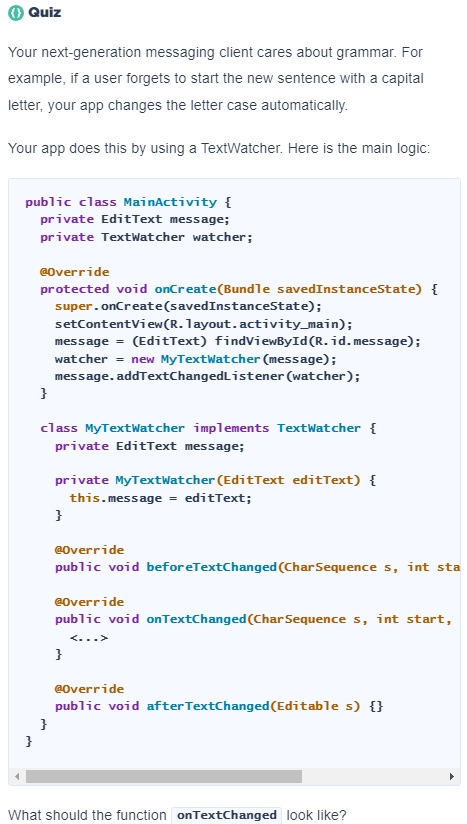 Quiz
Your next-generation messaging client cares about grammar. For
example, if a user forgets to start the new sentence with a capital
letter, your app changes the letter case automatically.
Your app does this by using a TextWatcher. Here is the main logic:
public class MainActivity {
  private EditText message;
  private TextWatcher watcher;

  @Override
  protected void onCreate(Bundle savedInstanceState) {
    super.onCreate(savedInstanceState);
    setContentView(R.layout.activity_main);
    message = (EditText) findViewById(R.id.message);
    watcher = new MyTextWatcher(message);
    message.addTextChangedListener(watcher);
  }

  class MyTextWatcher implements TextWatcher {
    private EditText message;

    private MyTextWatcher(EditText editText) {
      this.message = editText;
    }

    @Override
    public void beforeTextChanged(CharSequence s, int sta

    @Override
    public void onTextChanged(CharSequence s, int start,
      <...>
    }

    @Override
    public void afterTextChanged(Editable s) {}
  }
}
What should the function onTextChanged look like?